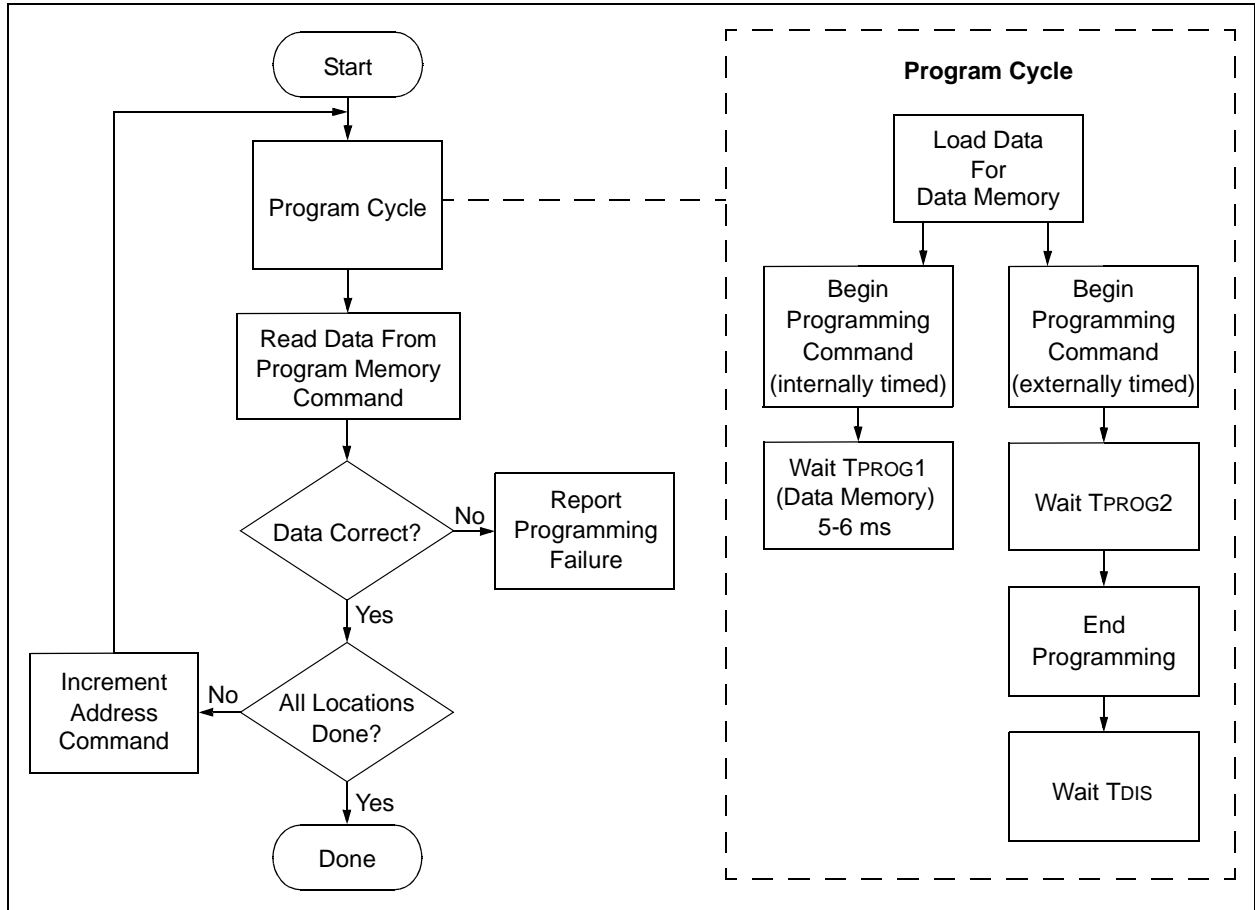 Start
Program Cycle
Read Data From
Program Memory
Command
Data Correct?
No
Report
Programming
Failure
Yes
All Locations
Done?
No
Increment
Address
Command
Yes
Done
Program Cycle
Load Data
For
Data Memory
Begin
Programming
Command
(internally timed)
Wait TPROG1
(Data Memory)
5-6 ms
Begin
Programming
Command
(externally timed)
Wait TPROG2
End
Programming
Wait TDIS